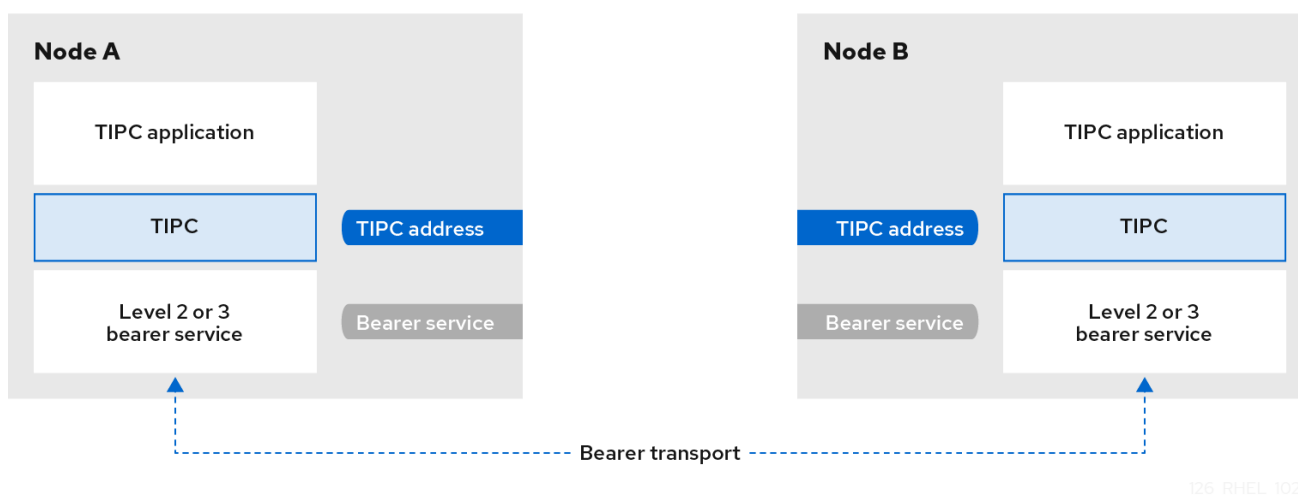 Node A
TIPC application
TIPC
TIPC address
Level 2 or 3
bearer service
Bearer service
Node B
TIPC application
TIPC address
TIPC
Bearer service
Level 2 or 3
bearer service
Bearer transport
126_RHEL_102